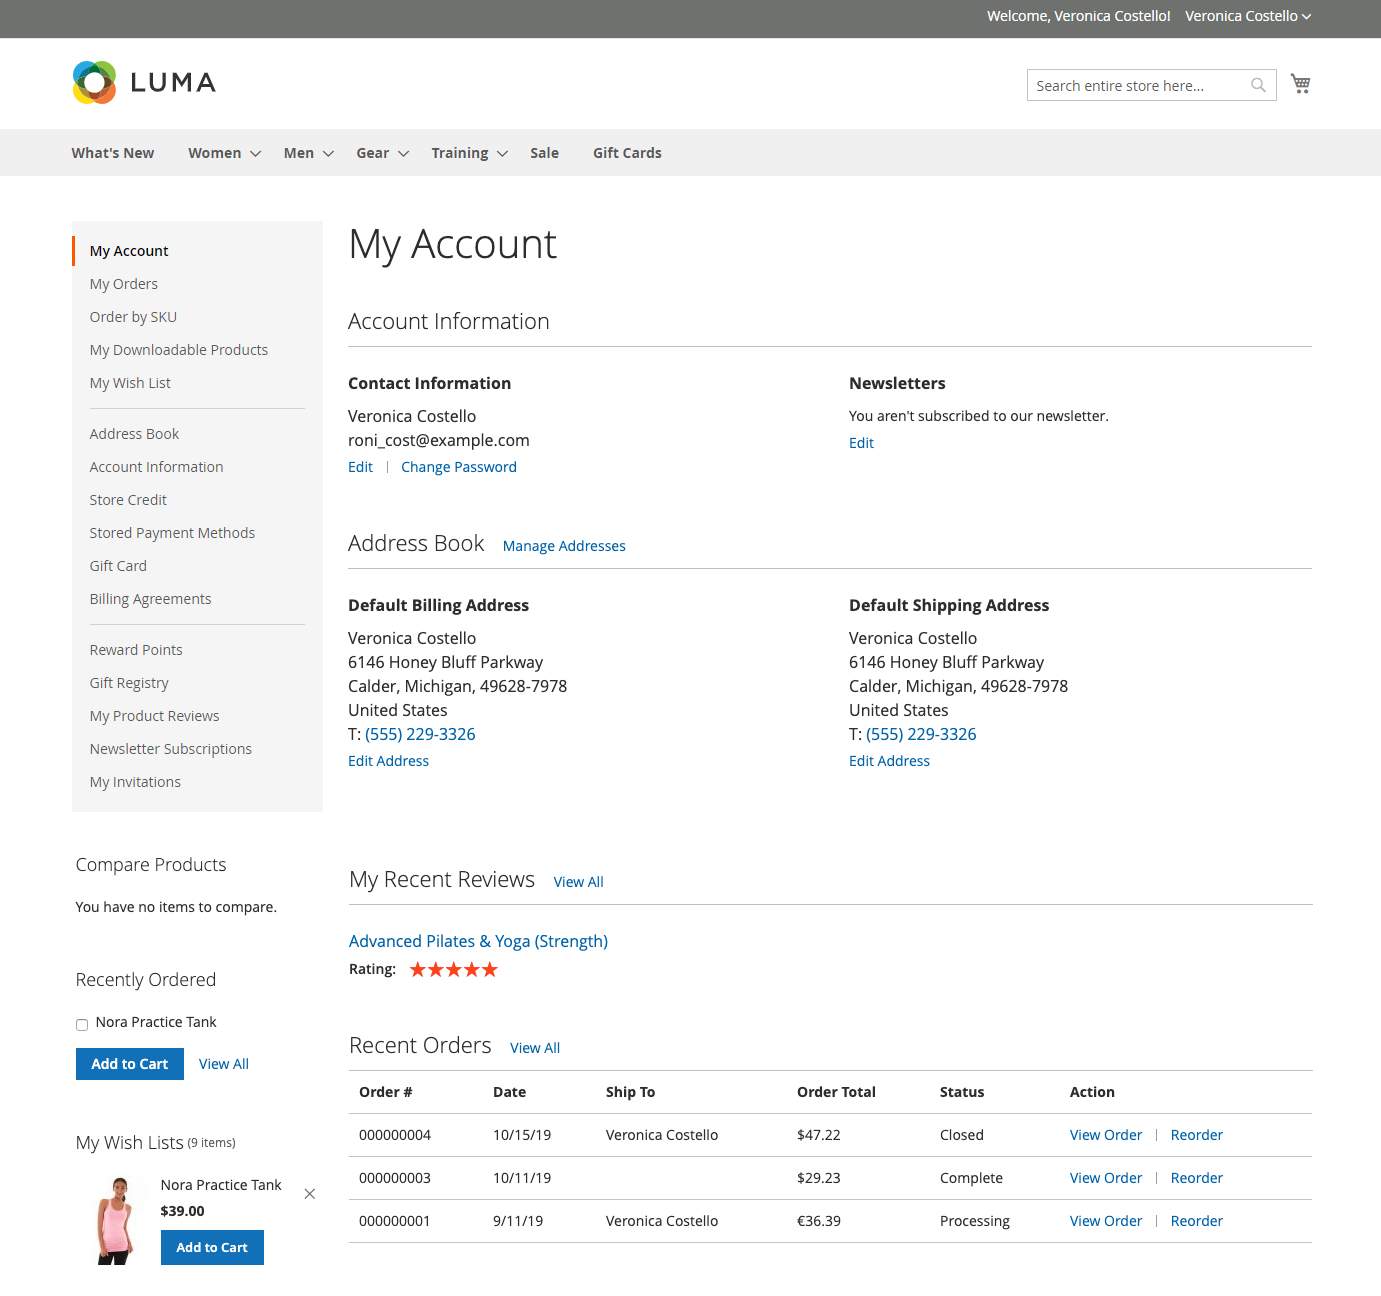 Welcome, Veronica Costello! Veronica Costello
LUMA
Search entire store here...
What's New Women Men Gear Training Sale Gift Cards
My Account
My Orders
Order by SKU
My Downloadable Products
My Wish List
Address Book
Account Information
Store Credit
Stored Payment Methods
Gift Card
Billing Agreements
Reward Points
Gift Registry
My Product Reviews
Newsletter Subscriptions
My Invitations
Compare Products
You have no items to compare.
Recently Ordered
Nora Practice Tank
Add to Cart View All
My Wish Lists (9 items)
Nora Practice Tank
$39.00
Add to Cart
My Account
Account Information
Contact Information
Veronica Costello
roni_cost@example.com
Edit | Change Password
Newsletters
You aren't subscribed to our newsletter.
Edit
Address Book Manage Addresses
Default Billing Address
Veronica Costello
6146 Honey Bluff Parkway
Calder, Michigan, 49628-7978
United States
T: (555) 229-3326
Edit Address
Default Shipping Address
Veronica Costello
6146 Honey Bluff Parkway
Calder, Michigan, 49628-7978
United States
T: (555) 229-3326
Edit Address
My Recent Reviews View All
Advanced Pilates & Yoga (Strength)
Rating:
Recent Orders View All
Order # Date Ship To Order Total Status Action
000000004 10/15/19 Veronica Costello $47.22 Closed View Order | Reorder
000000003 10/11/19 $29.23 Complete View Order | Reorder
000000001 9/11/19 Veronica Costello €36.39 Processing View Order | Reorder